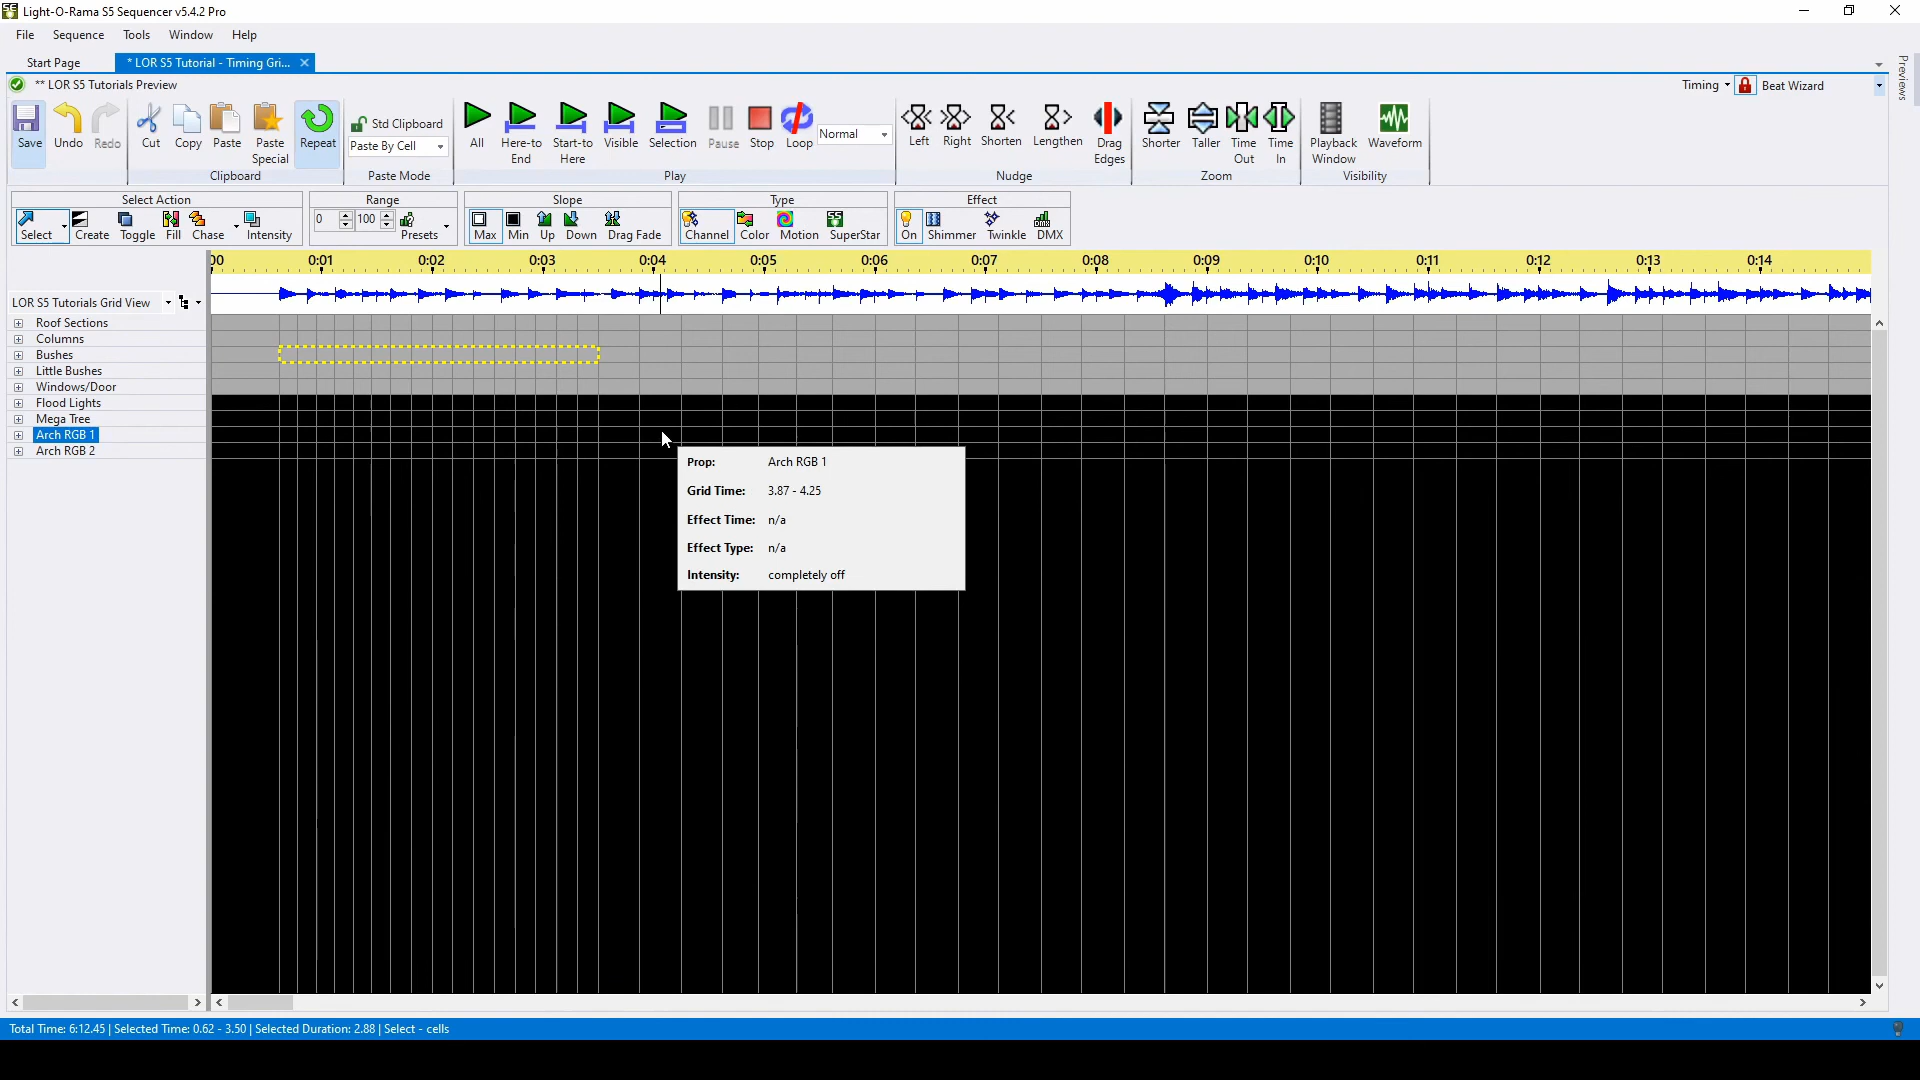 Light-O-Rama S5 Sequencer v5.4.2 Pro
File Sequence Tools Window Help
Start Page * LOR S5 Tutorial - Timing Gri...
Previews
** LOR S5 Tutorials Preview Timing Beat Wizard
Save Undo Redo Cut Copy Paste Paste Special Repeat
Clipboard
Std Clipboard
Paste By Cell
Paste Mode
All Here-to End Start-to Here Visible Selection Pause Stop Loop Normal
Play
Left Right Shorten Lengthen Drag Edges
Nudge
Shorter Taller Time Out Time In
Zoom
Playback Window Waveform
Visibility
Select Action Range Slope Type Effect
Select Create Toggle Fill Chase Intensity
0 100 Presets
Max Min Up Down Drag Fade
Channel Color Motion SuperStar
On Shimmer Twinkle DMX
00 0:01 0:02 0:03 0:04 0:05 0:06 0:07 0:08 0:09 0:10 0:11 0:12 0:13 0:14
LOR S5 Tutorials Grid View
Roof Sections
Columns
Bushes
Little Bushes
Windows/Door
Flood Lights
Mega Tree
Arch RGB 1
Arch RGB 2
Prop: Arch RGB 1
Grid Time: 3.87 - 4.25
Effect Time: n/a
Effect Type: n/a
Intensity: completely off
Total Time: 6:12.45 | Selected Time: 0.62 - 3.50 | Selected Duration: 2.88 | Select - cells